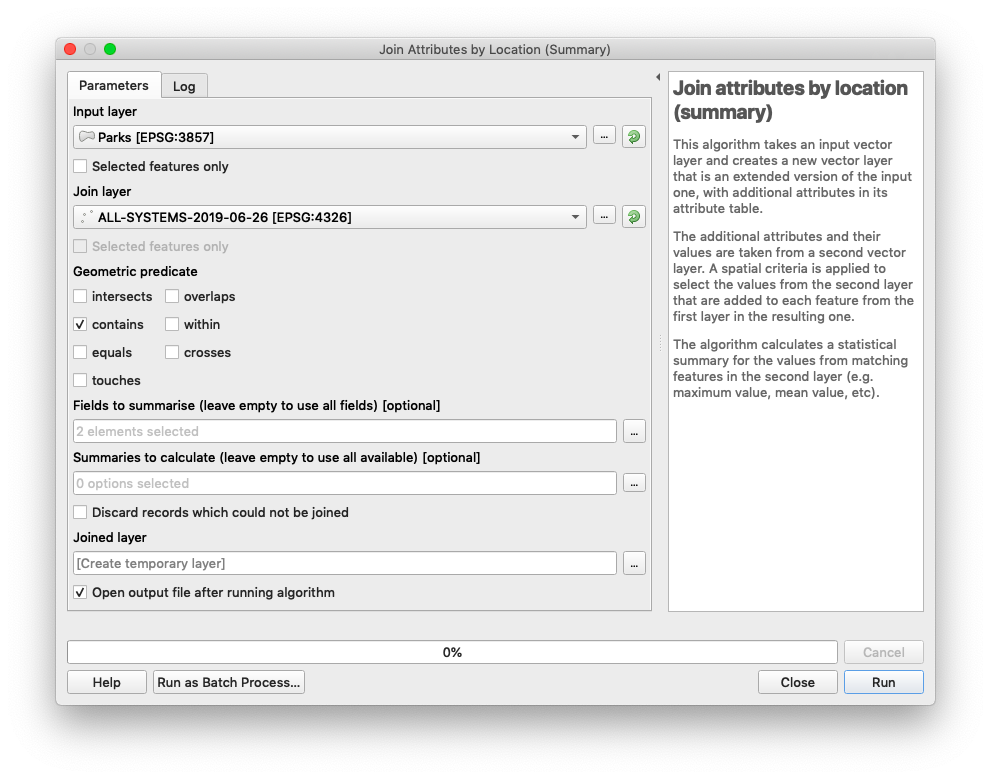 Join Attributes by Location (Summary)
Parameters
Log
Input layer
Parks [EPSG:3857]
...
Selected features only
Join layer
ALL-SYSTEMS-2019-06-26 [EPSG:4326]
...
Selected features only
Geometric predicate
intersects
overlaps
contains
within
equals
crosses
touches
Fields to summarise (leave empty to use all fields) [optional]
2 elements selected
...
Summaries to calculate (leave empty to use all available) [optional]
0 options selected
...
Discard records which could not be joined
Joined layer
[Create temporary layer]
...
Open output file after running algorithm
Join attributes by location
(summary)
This algorithm takes an input vector
layer and creates a new vector layer
that is an extended version of the input
one, with additional attributes in its
attribute table.
The additional attributes and their
values are taken from a second vector
layer. A spatial criteria is applied to
select the values from the second layer
that are added to each feature from the
first layer in the resulting one.
The algorithm calculates a statistical
summary for the values from matching
features in the second layer (e.g.
maximum value, mean value, etc).
0%
Cancel
Help
Run as Batch Process...
Close
Run